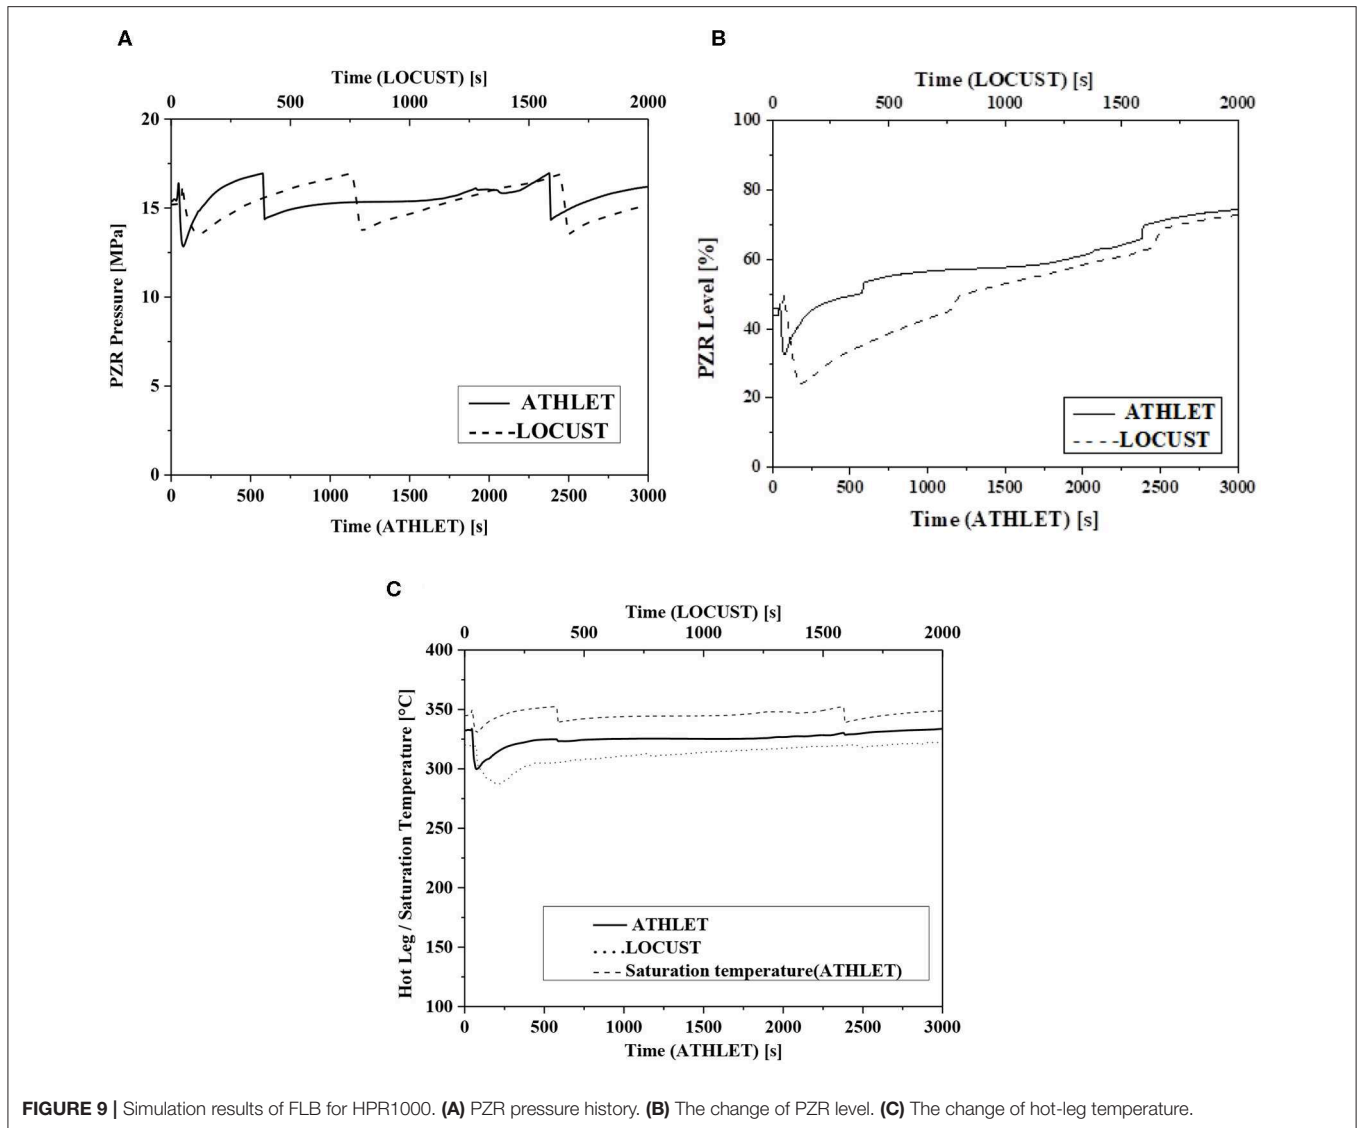 A
Time (LOCUST) [s]
0 500 1000 1500 2000
20
15
10
5
0
PZR Pressure [MPa]
ATHLET
LOCUST
0 500 1000 1500 2000 2500 3000
Time (ATHLET) [s]
B
Time (LOCUST) [s]
0 500 1000 1500 2000
100
80
60
40
20
0
PZR Level [%]
ATHLET
LOCUST
0 500 1000 1500 2000 2500 3000
Time (ATHLET) [s]
C
Time (LOCUST) [s]
0 500 1000 1500 2000
400
350
300
250
200
150
100
Hot Leg / Saturation Temperature [°C]
ATHLET
LOCUST
Saturation temperature(ATHLET)
0 500 1000 1500 2000 2500 3000
Time (ATHLET) [s]
FIGURE 9 | Simulation results of FLB for HPR1000. (A) PZR pressure history. (B) The change of PZR level. (C) The change of hot-leg temperature.